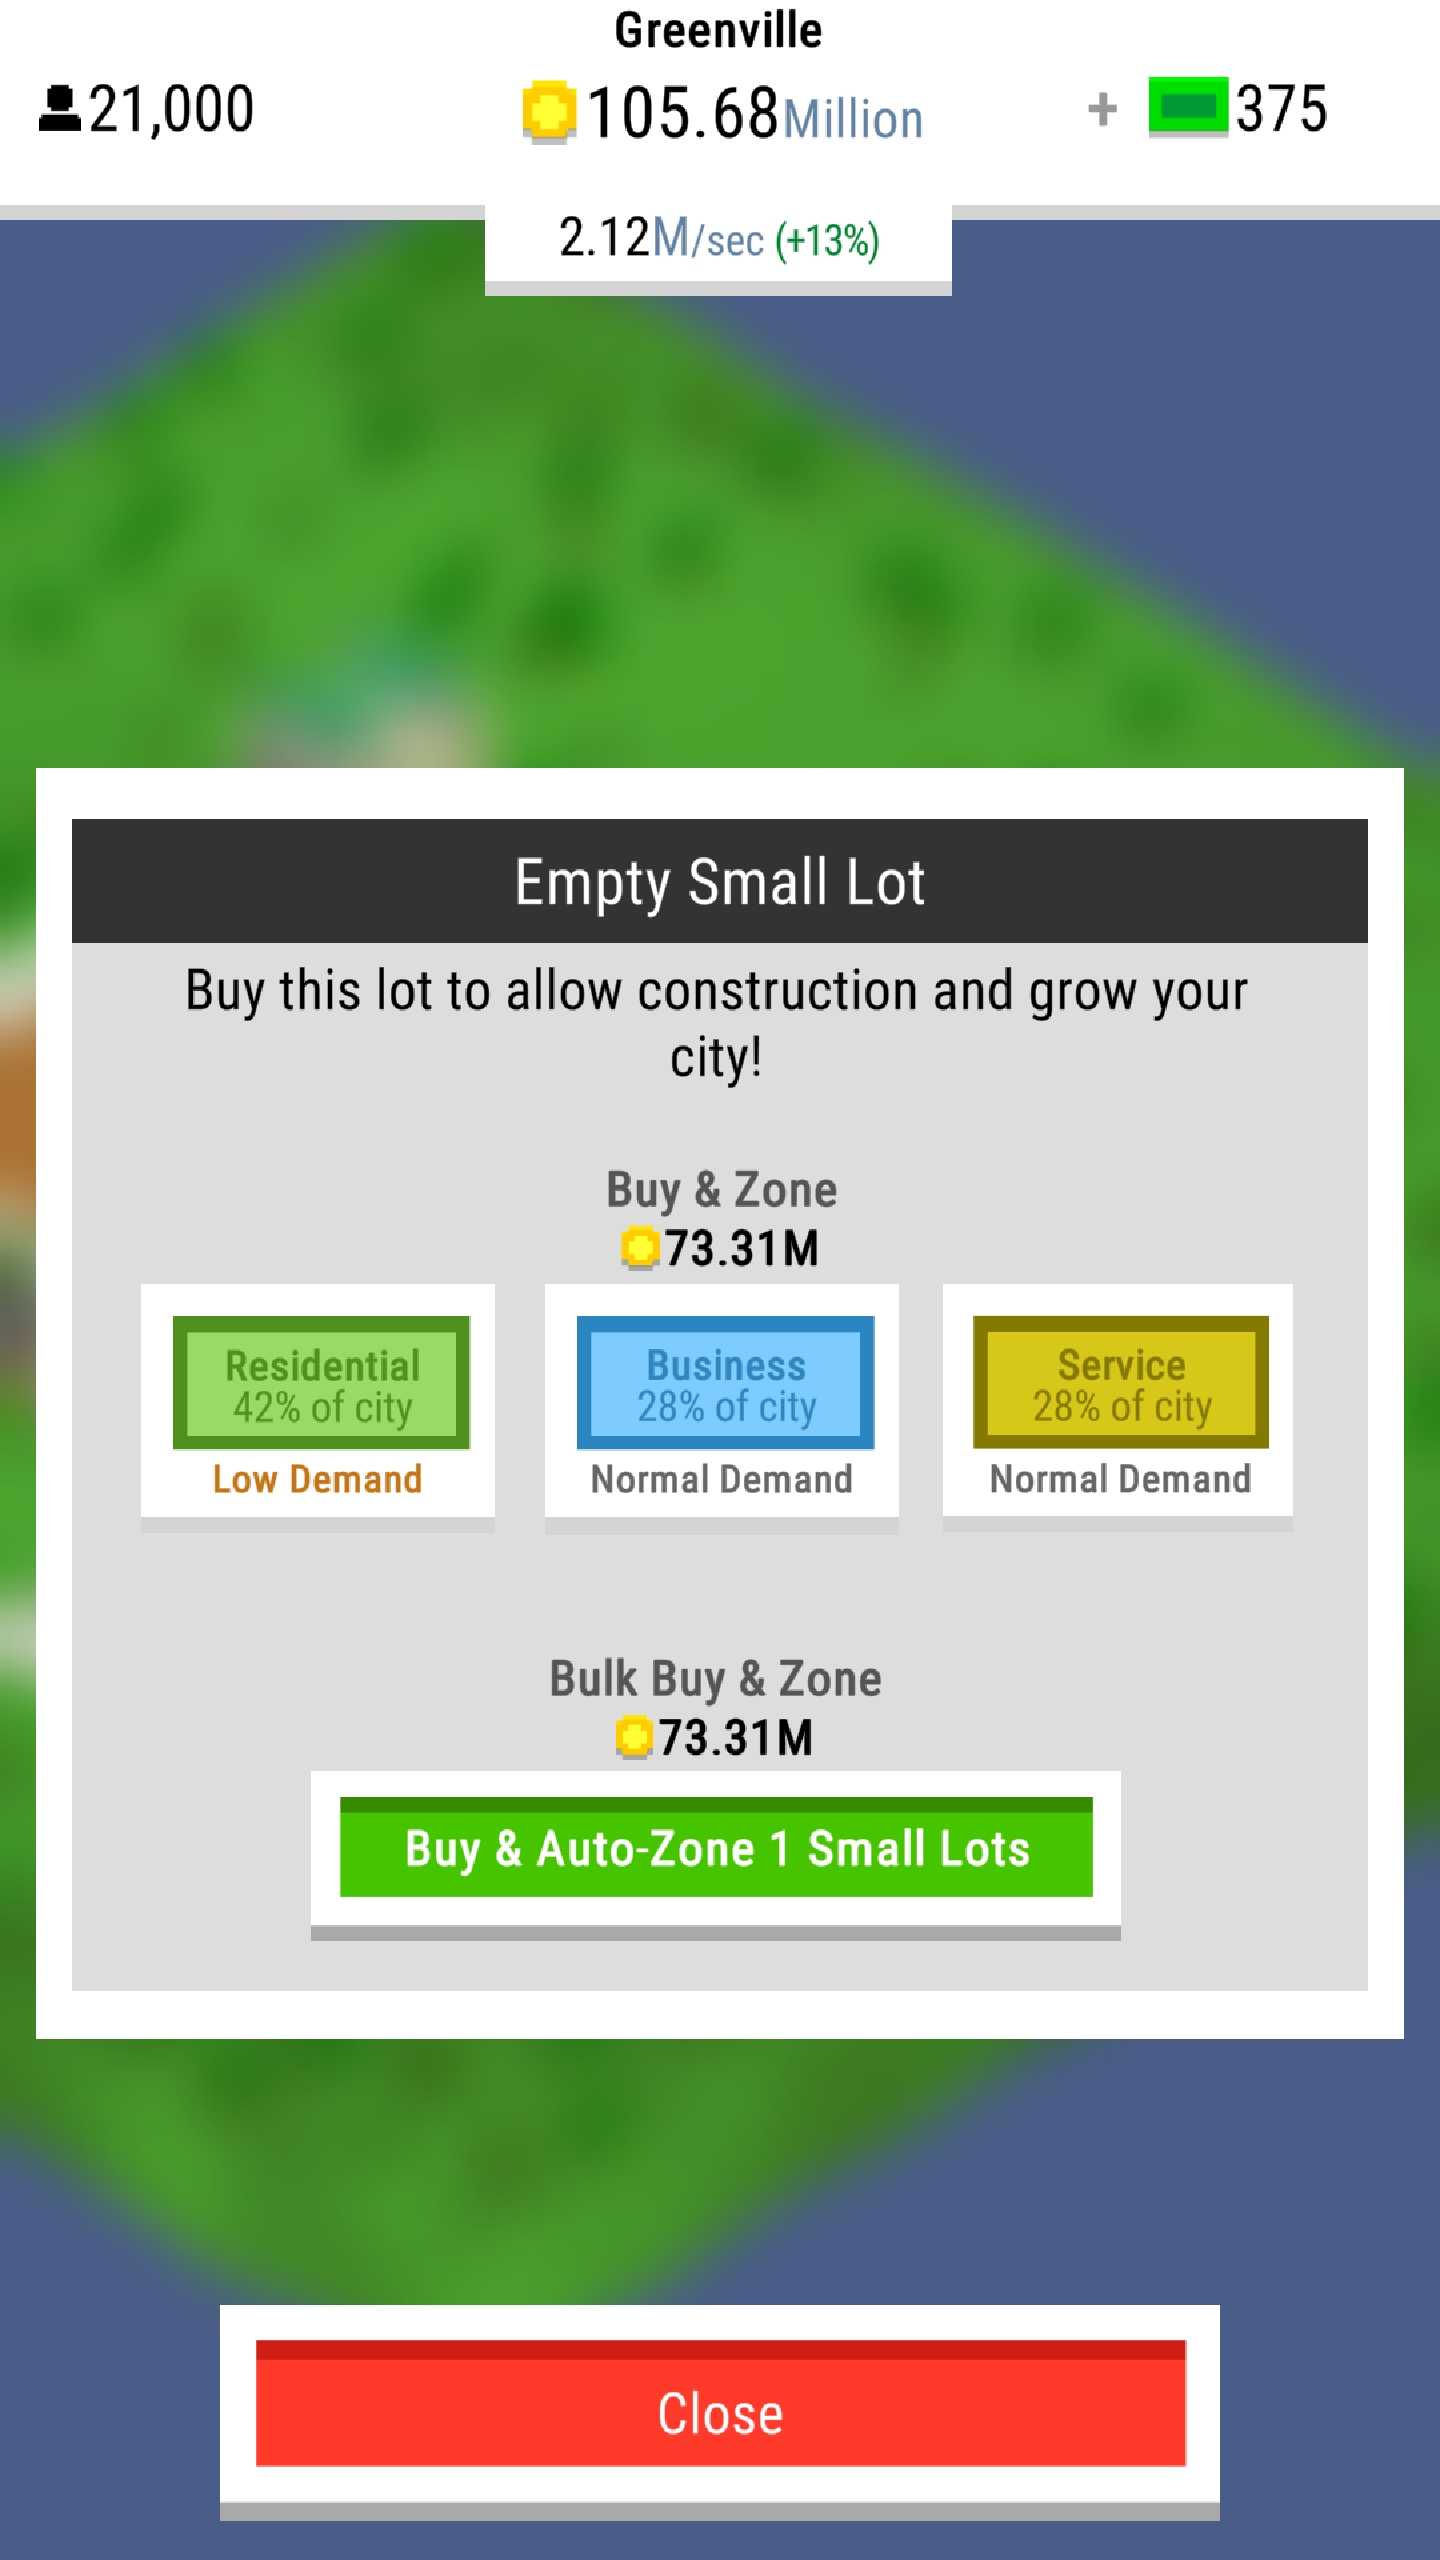 Greenville
21,000
105.68Million
+ 375
2.12M/sec (+13%)
Empty Small Lot
Buy this lot to allow construction and grow your
city!
Buy & Zone
73.31M
Residential
42% of city
Low Demand
Business
28% of city
Normal Demand
Service
28% of city
Normal Demand
Bulk Buy & Zone
73.31M
Buy & Auto-Zone 1 Small Lots
Close